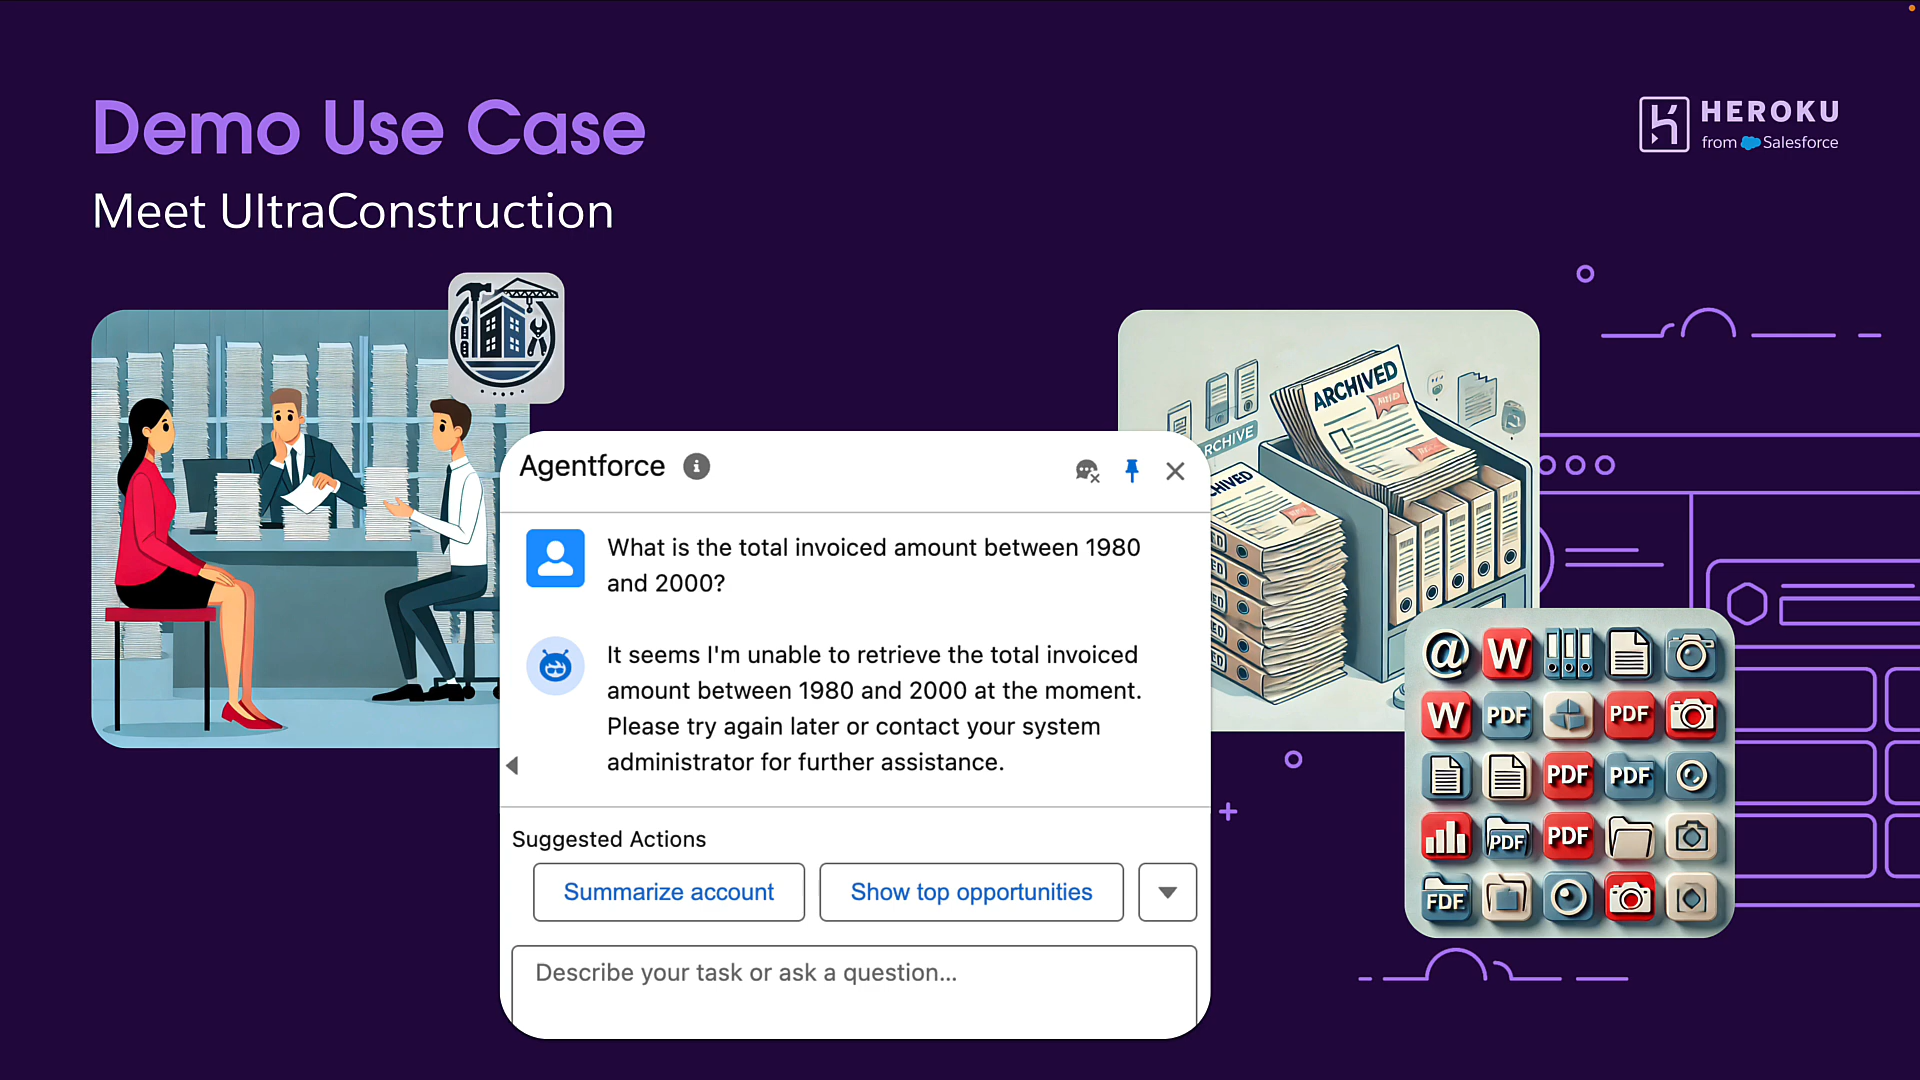 Demo Use Case
Meet UltraConstruction
HEROKU
from Salesforce
Agentforce
What is the total invoiced amount between 1980
and 2000?
It seems I'm unable to retrieve the total invoiced
amount between 1980 and 2000 at the moment.
Please try again later or contact your system
administrator for further assistance.
Suggested Actions
Summarize account
Show top opportunities
Describe your task or ask a question...
ARCHIVED
@ W
W PDF PDF
PDF PDF
PDF PDF
FDF